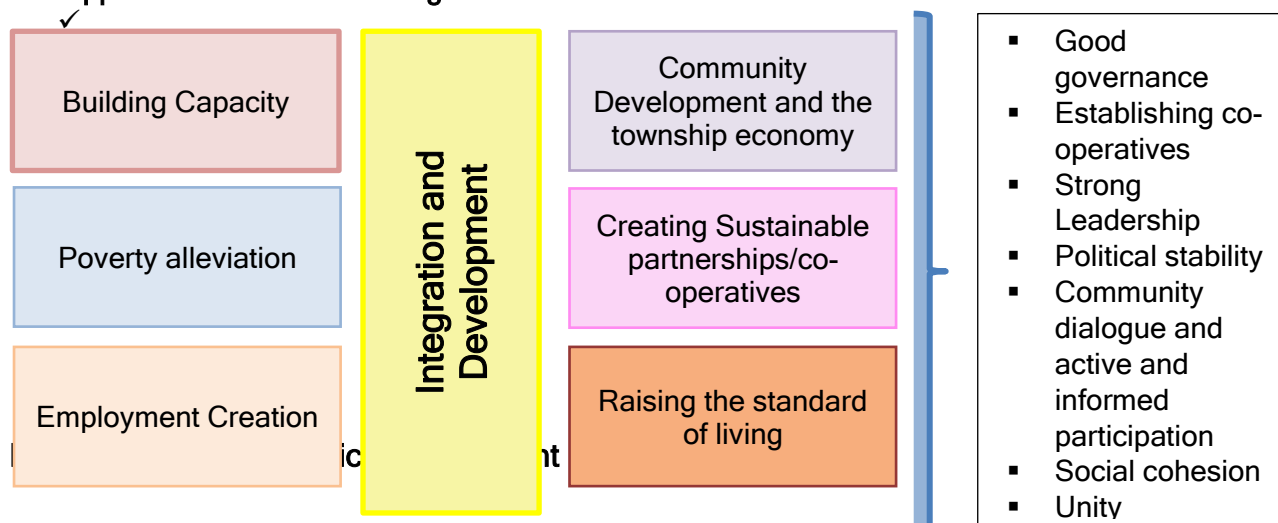 ✓
Building Capacity
Poverty alleviation
Employment Creation
Integration and
Development
Community
Development and the
township economy
Creating Sustainable
partnerships/co-
operatives
Raising the standard
of living
▪ Good
governance
▪ Establishing co-
operatives
▪ Strong
Leadership
▪ Political stability
▪ Community
dialogue and
active and
informed
participation
▪ Social cohesion
▪ Unity